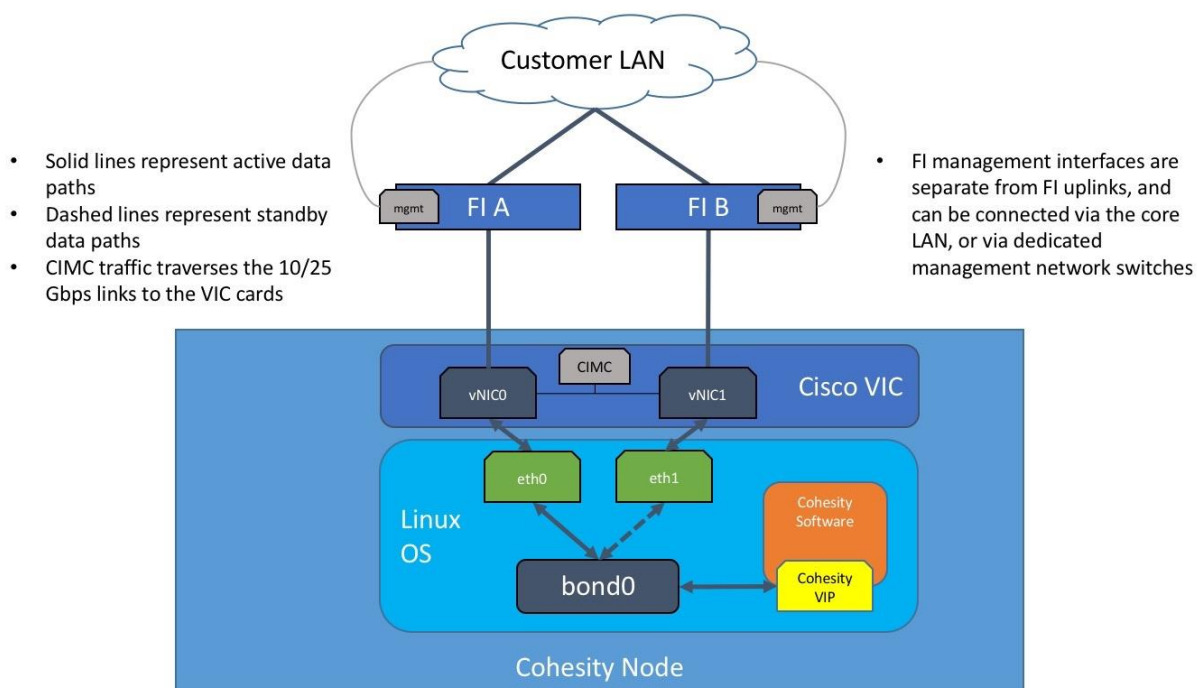 Customer LAN
• Solid lines represent active data
paths
• Dashed lines represent standby
data paths
• CIMC traffic traverses the 10/25
Gbps links to the VIC cards
• FI management interfaces are
separate from FI uplinks, and
can be connected via the core
LAN, or via dedicated
management network switches
mgmt
FI A
FI B
mgmt
CIMC
vNIC0
vNIC1
Cisco VIC
eth0
eth1
Linux
OS
Cohesity
Software
bond0
Cohesity
VIP
Cohesity Node